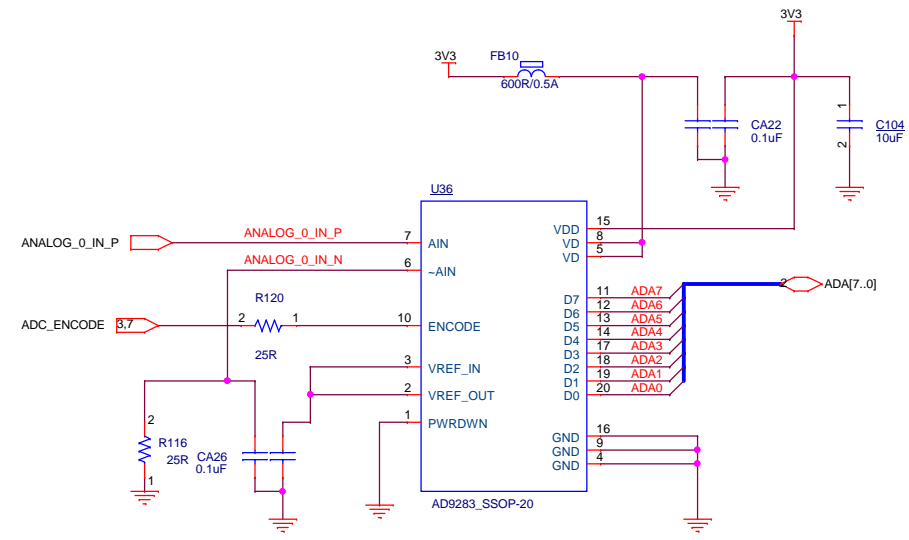 3V3
3V3
FB10
600R/0.5A
CA22
0.1uF
1
2
C104
10uF
U36
ANALOG_0_IN_P
ANALOG_0_IN_P
7
AIN
ANALOG_0_IN_N
6
~AIN
R120
ADC_ENCODE
3,7
2
1
10
ENCODE
25R
3
VREF_IN
2
VREF_OUT
1
PWRDWN
2
R116
25R
1
CA26
0.1uF
VDD
15
VD
8
VD
5
D7
11
ADA7
D6
12
ADA6
D5
13
ADA5
D4
14
ADA4
D3
17
ADA3
D2
18
ADA2
D1
19
ADA1
D0
20
ADA0
2
ADA[7..0]
GND
16
GND
9
GND
4
AD9283_SSOP-20